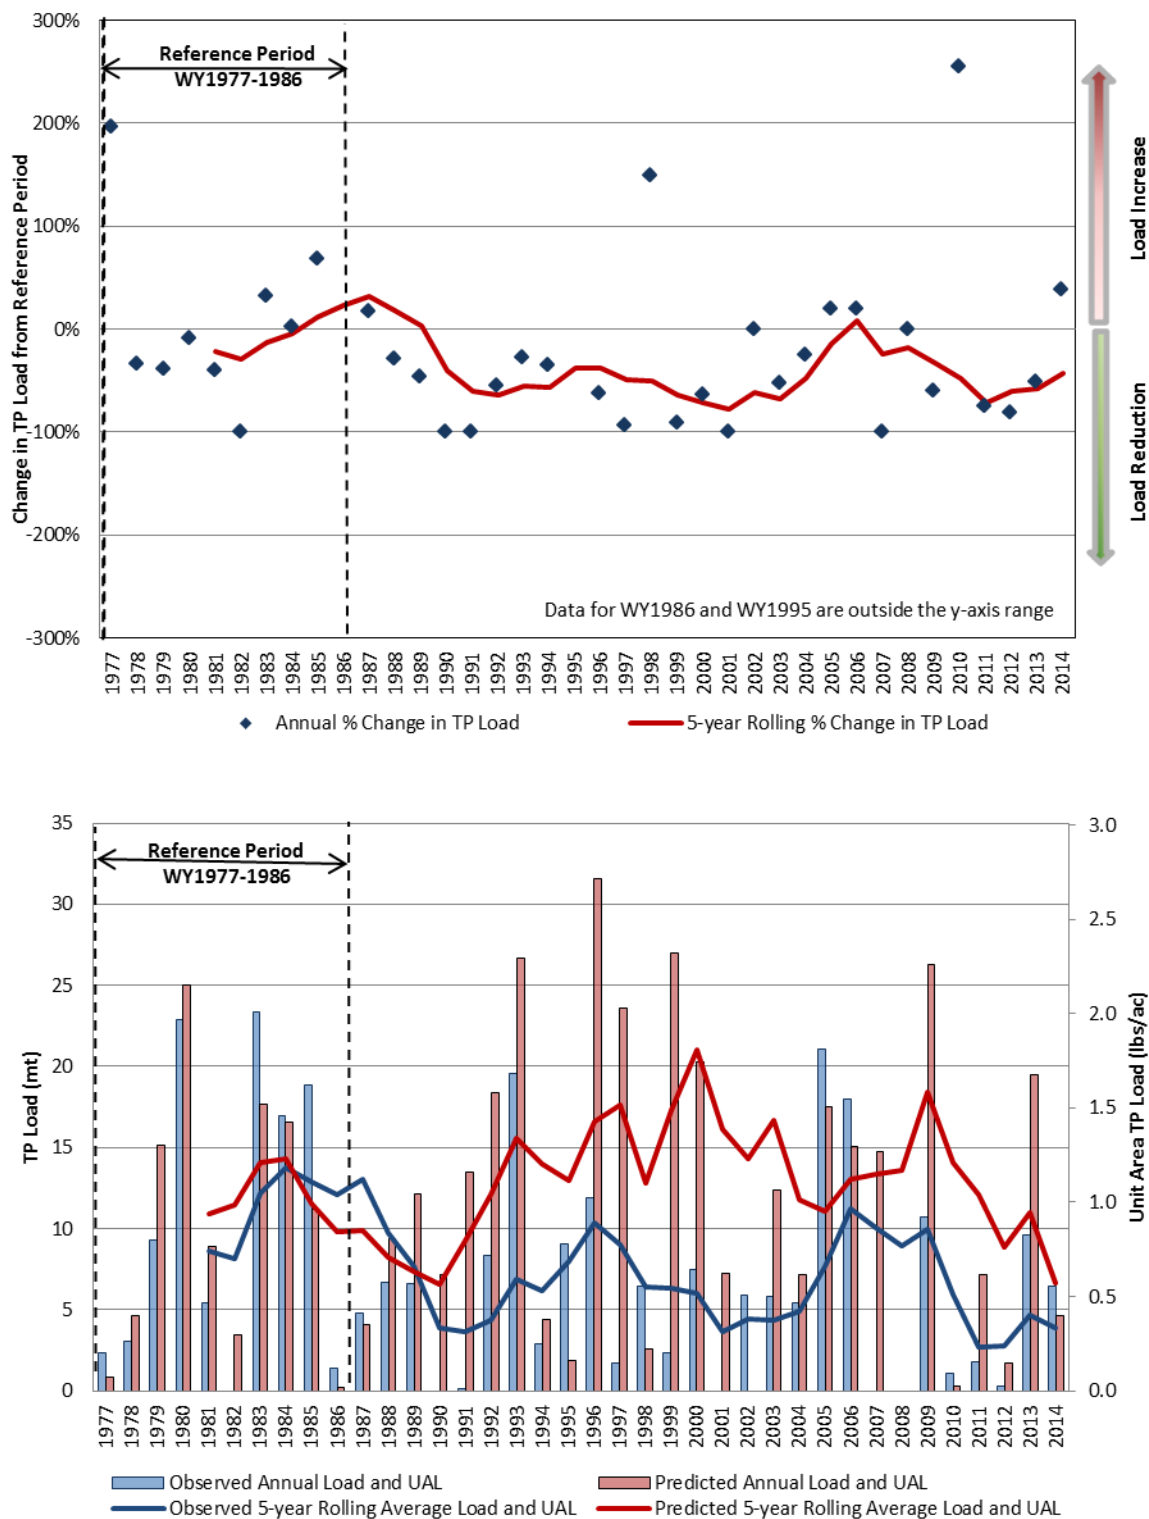 300%
200%
100%
0%
-100%
-200%
-300%
Change in TP Load from Reference Period
Reference Period
WY1977-1986
Load Increase
Load Reduction
Data for WY1986 and WY1995 are outside the y-axis range
1977 1978 1979 1980 1981 1982 1983 1984 1985 1986 1987 1988 1989 1990 1991 1992 1993 1994 1995 1996 1997 1998 1999 2000 2001 2002 2003 2004 2005 2006 2007 2008 2009 2010 2011 2012 2013 2014
Annual % Change in TP Load 5-year Rolling % Change in TP Load
35
30
25
20
15
10
5
0
TP Load (mt)
Reference Period
WY1977-1986
3.0
2.5
2.0
1.5
1.0
0.5
0.0
Unit Area TP Load (lbs/ac)
1977 1978 1979 1980 1981 1982 1983 1984 1985 1986 1987 1988 1989 1990 1991 1992 1993 1994 1995 1996 1997 1998 1999 2000 2001 2002 2003 2004 2005 2006 2007 2008 2009 2010 2011 2012 2013 2014
Observed Annual Load and UAL Predicted Annual Load and UAL
Observed 5-year Rolling Average Load and UAL Predicted 5-year Rolling Average Load and UAL